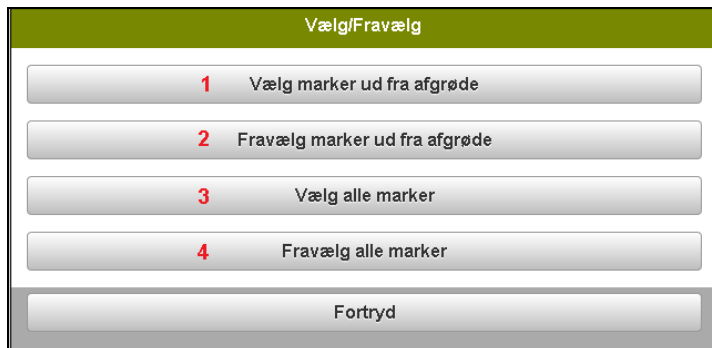 Vælg/Fravælg
1 Vælg marker ud fra afgrøde
2 Fravælg marker ud fra afgrøde
3 Vælg alle marker
4 Fravælg alle marker
Fortryd